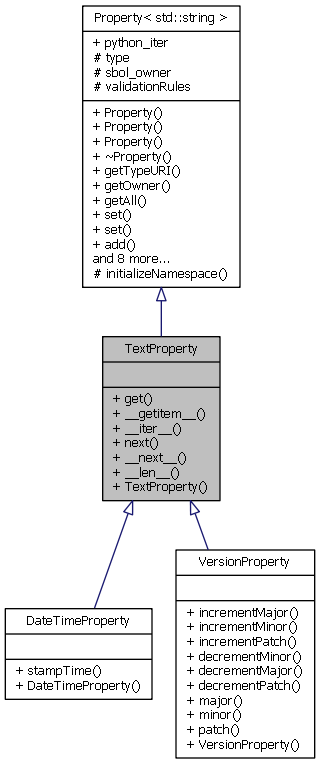 Property< std::string >
+ python_iter
# type
# sbol_owner
# validationRules
+ Property()
+ Property()
+ Property()
+ ~Property()
+ getTypeURI()
+ getOwner()
+ getAll()
+ set()
+ set()
+ add()
and 8 more...
# initializeNamespace()
TextProperty
+ get()
+ __getitem__()
+ __iter__()
+ next()
+ __next__()
+ __len__()
+ TextProperty()
DateTimeProperty
+ stampTime()
+ DateTimeProperty()
VersionProperty
+ incrementMajor()
+ incrementMinor()
+ incrementPatch()
+ decrementMinor()
+ decrementMajor()
+ decrementPatch()
+ major()
+ minor()
+ patch()
+ VersionProperty()